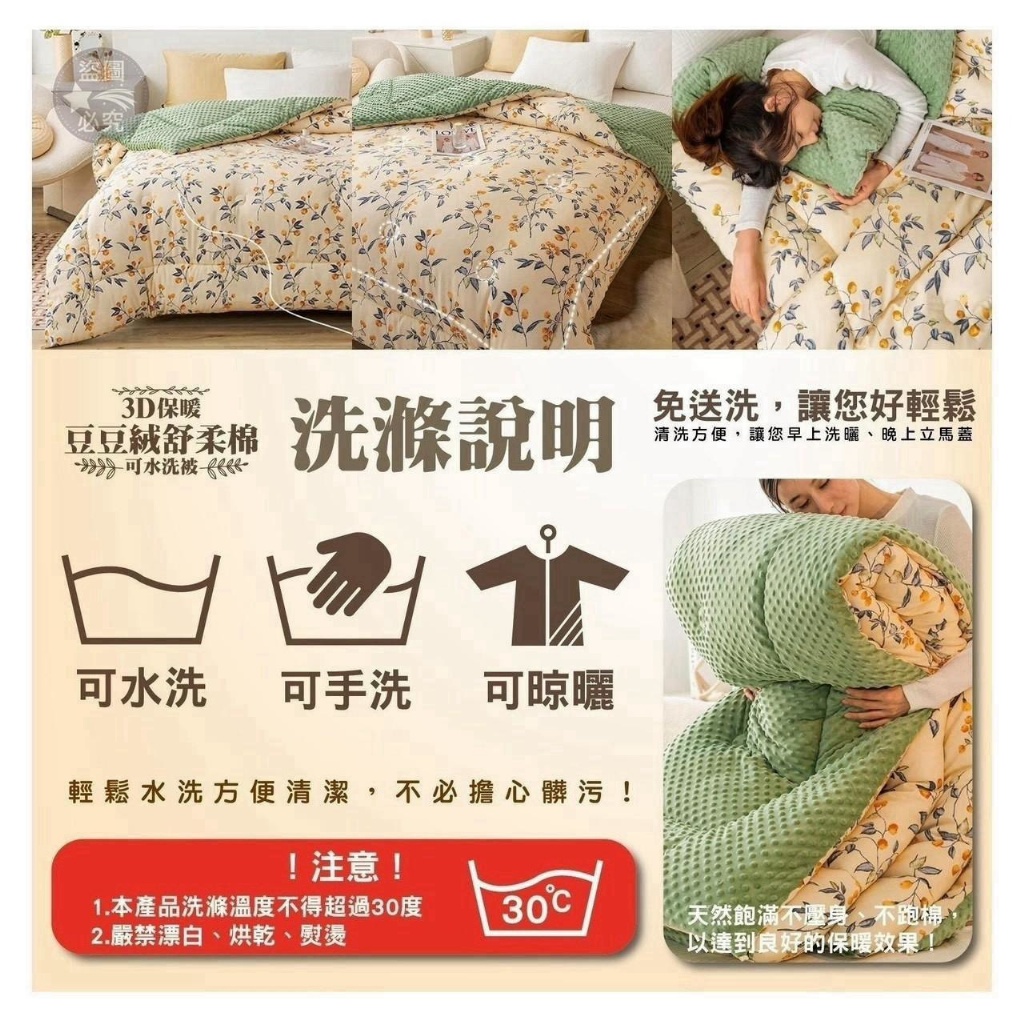 盜圖
必究
3D保暖
豆豆絨舒柔棉
可水洗被
洗滌說明
免送洗，讓您好輕鬆
清洗方便，讓您早上洗曬、晚上立馬蓋
可水洗
可手洗
可晾曬
輕鬆水洗方便清潔，不必擔心髒污！
！注意！
1.本產品洗滌溫度不得超過30度
2.嚴禁漂白、烘乾、熨燙
30℃
天然飽滿不壓身、不跑棉，
以達到良好的保暖效果！